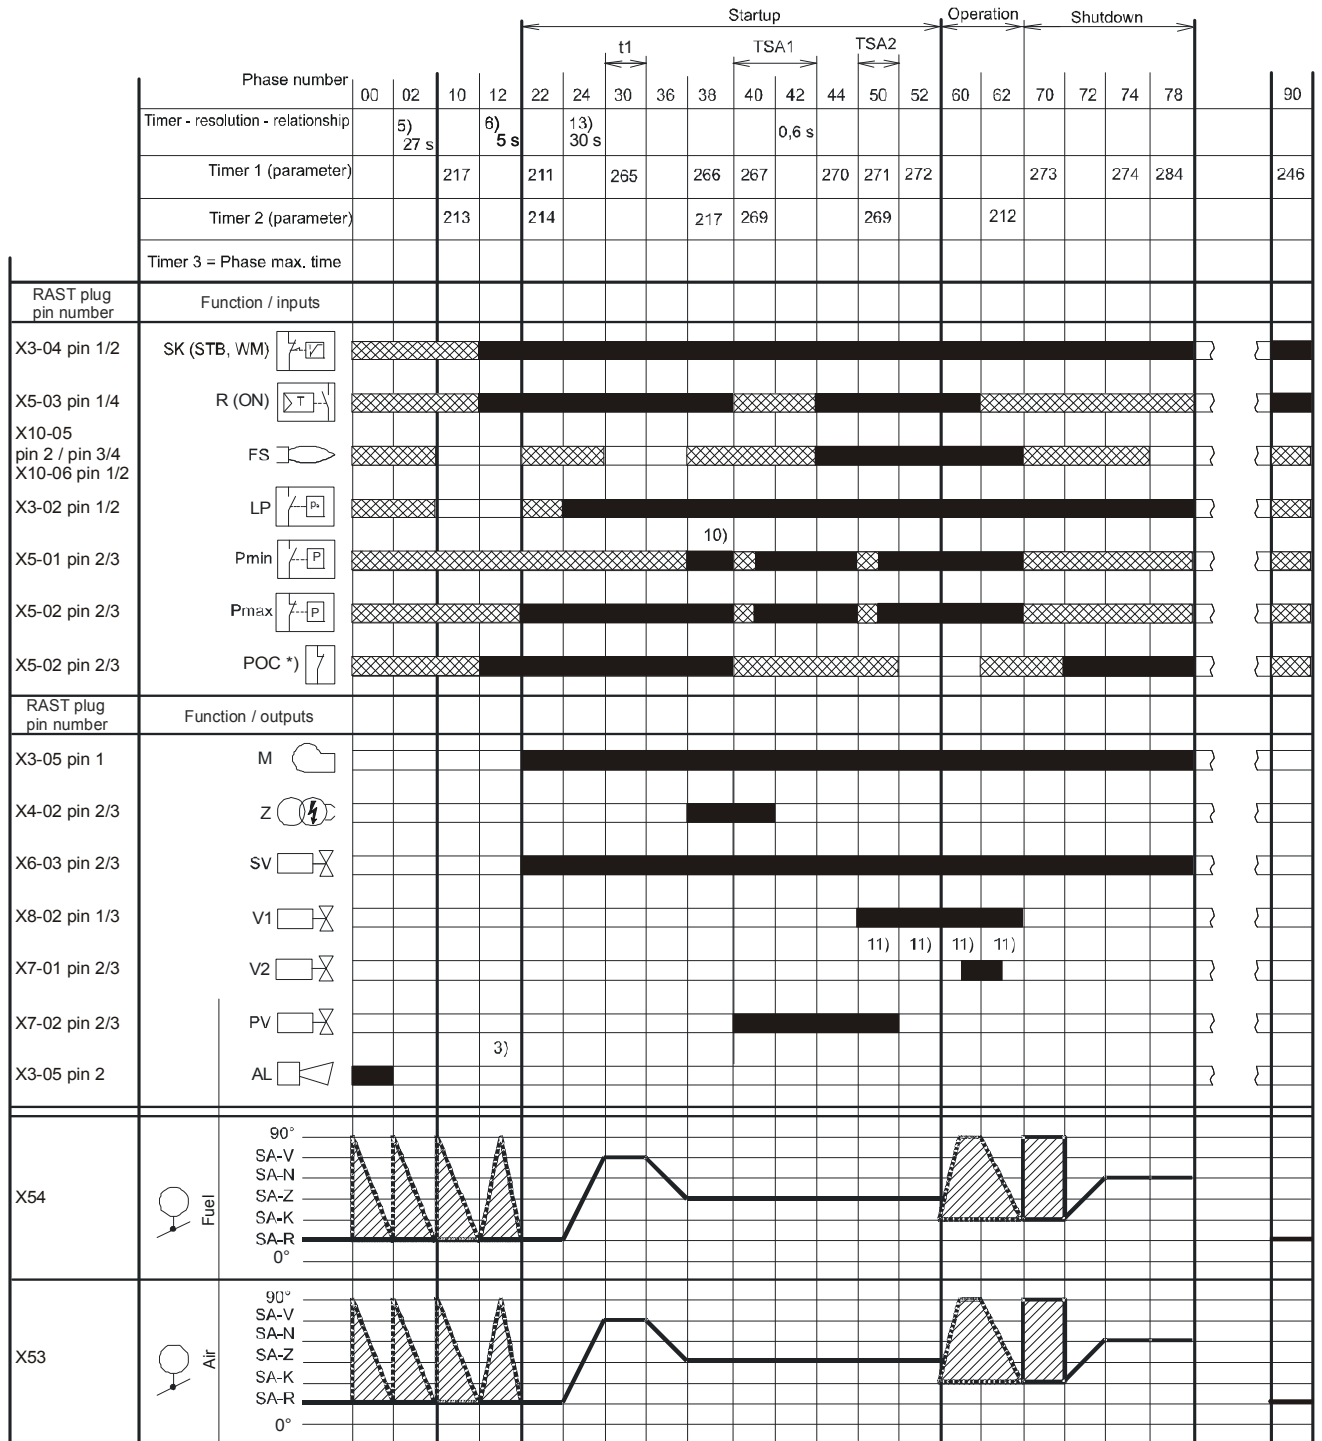 Startup Operation Shutdown
t1 TSA1 TSA2
Phase number 00 02 10 12 22 24 30 36 38 40 42 44 50 52 60 62 70 72 74 78 90
Timer - resolution - relationship 5) 27 s 6) 5 s 13) 30 s 0,6 s
Timer 1 (parameter) 217 211 265 266 267 270 271 272 273 274 284 246
Timer 2 (parameter) 213 214 217 269 269 212
Timer 3 = Phase max. time
RAST plug
pin number
Function / inputs
X3-04 pin 1/2 SK (STB, WM)
X5-03 pin 1/4 R (ON) T
X10-05
pin 2 / pin 3/4
X10-06 pin 1/2
FS
X3-02 pin 1/2 LP Pa
10)
X5-01 pin 2/3 Pmin P
X5-02 pin 2/3 Pmax P
X5-02 pin 2/3 POC *)
RAST plug
pin number
Function / outputs
X3-05 pin 1 M
X4-02 pin 2/3 Z
X6-03 pin 2/3 SV
X8-02 pin 1/3 V1
11) 11) 11) 11)
X7-01 pin 2/3 V2
X7-02 pin 2/3 PV
3)
X3-05 pin 2 AL
X54
Fuel
90°
SA-V
SA-N
SA-Z
SA-K
SA-R
0°
X53
Air
90°
SA-V
SA-N
SA-Z
SA-K
SA-R
0°